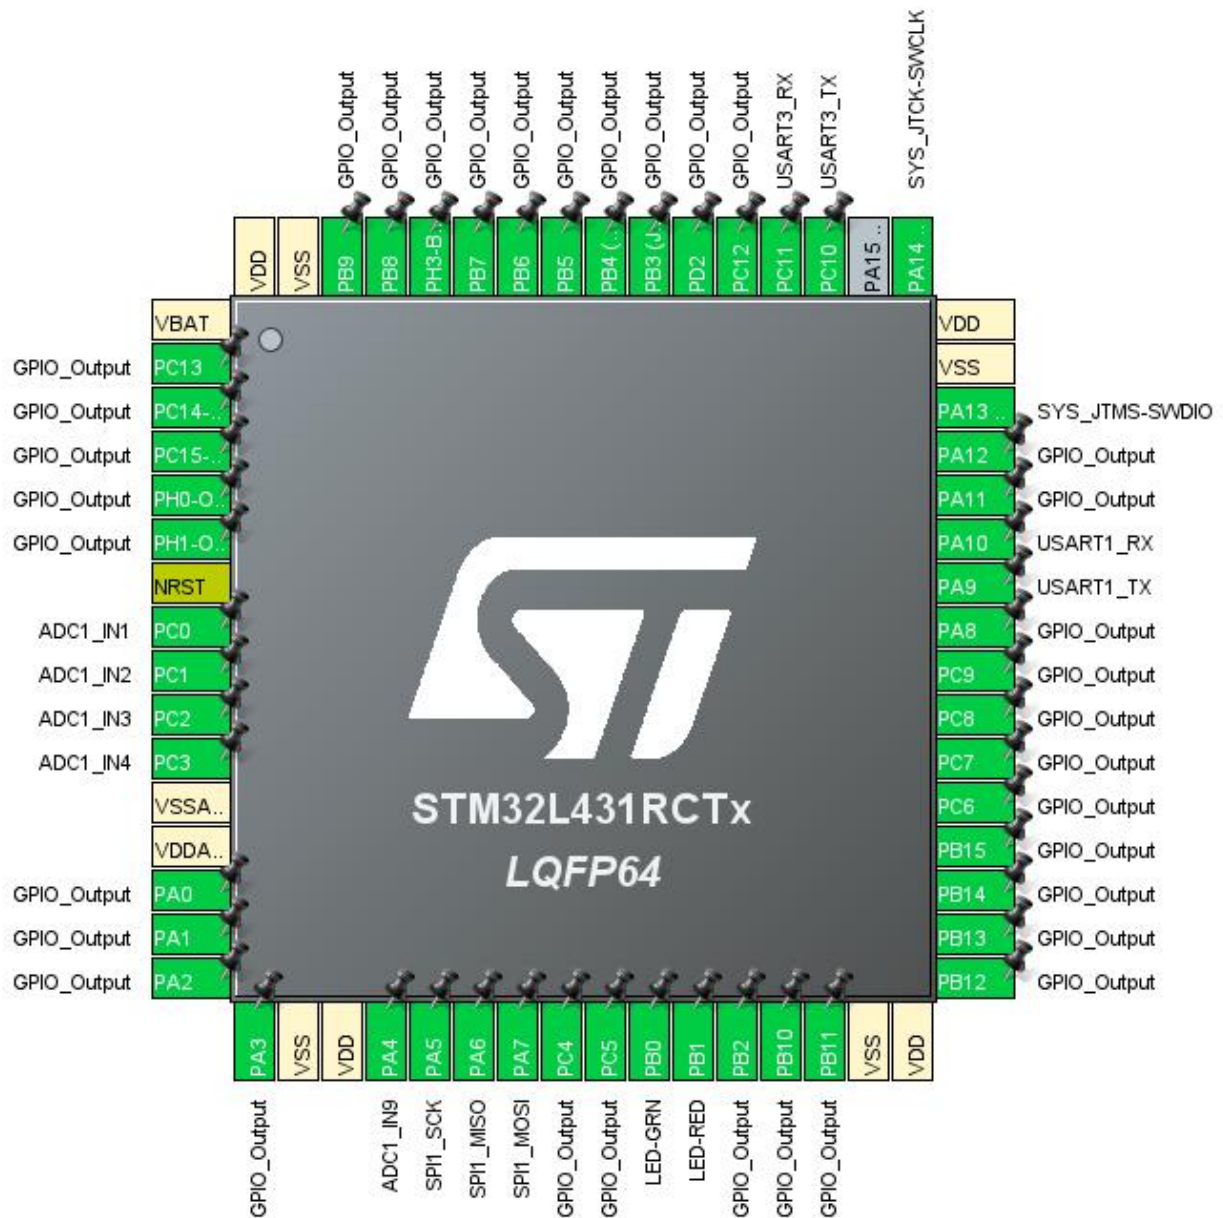 GPIO_Output
GPIO_Output
GPIO_Output
GPIO_Output
GPIO_Output
GPIO_Output
GPIO_Output
GPIO_Output
GPIO_Output
GPIO_Output
USART3_RX
USART3_TX
SYS_JTCK-SWCLK
VDD
VSS
PB9
PB8
PH3-B..
PB7
PB6
PB5
PB4 (..
PB3 (J..
PD2
PC12
PC11
PC10
PA15 ..
PA14 ..
VBAT
GPIO_Output PC13
GPIO_Output PC14-..
GPIO_Output PC15-..
GPIO_Output PH0-O..
GPIO_Output PH1-O..
NRST
ADC1_IN1 PC0
ADC1_IN2 PC1
ADC1_IN3 PC2
ADC1_IN4 PC3
VSSA..
VDDA..
GPIO_Output PA0
GPIO_Output PA1
GPIO_Output PA2
ST
STM32L431RCTx
LQFP64
VDD
VSS
PA13 .. SYS_JTMS-SWDIO
PA12 GPIO_Output
PA11 GPIO_Output
PA10 USART1_RX
PA9 USART1_TX
PA8 GPIO_Output
PC9 GPIO_Output
PC8 GPIO_Output
PC7 GPIO_Output
PC6 GPIO_Output
PB15 GPIO_Output
PB14 GPIO_Output
PB13 GPIO_Output
PB12 GPIO_Output
PA3
VSS
VDD
PA4
PA5
PA6
PA7
PC4
PC5
PB0
PB1
PB2
PB10
PB11
VSS
VDD
GPIO_Output
ADC1_IN9
SPI1_SCK
SPI1_MISO
SPI1_MOSI
GPIO_Output
GPIO_Output
LED-GRN
LED-RED
GPIO_Output
GPIO_Output
GPIO_Output